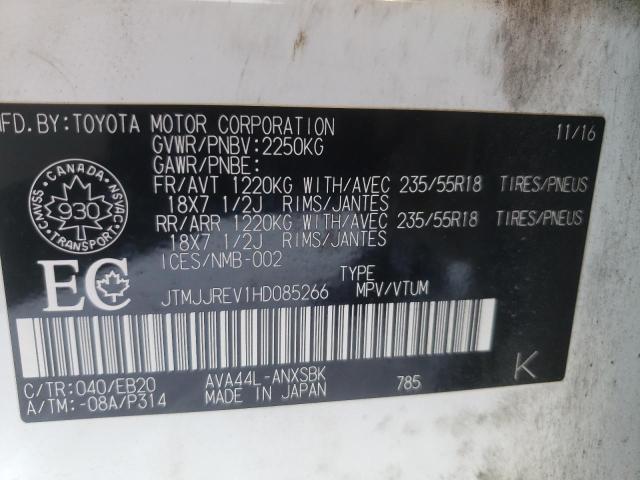 MFD.BY:TOYOTA MOTOR CORPORATION 11/16
GVWR/PNBV:2250KG
GAWR/PNBE:
FR/AVT 1220KG WITH/AVEC 235/55R18 TIRES/PNEUS
18X7 1/2J RIMS/JANTES
RR/ARR 1220KG WITH/AVEC 235/55R18 TIRES/PNEUS
18X7 1/2J RIMS/JANTES
ICES/NMB-002
CANADA
CMVSS NSVAC
930
TRANSPORT
EC
TYPE
JTMJJREV1HD085266 MPV/VTUM
K
C/TR:040/EB20 AVA44L-ANXSBK 785
A/TM:-08A/P314 MADE IN JAPAN